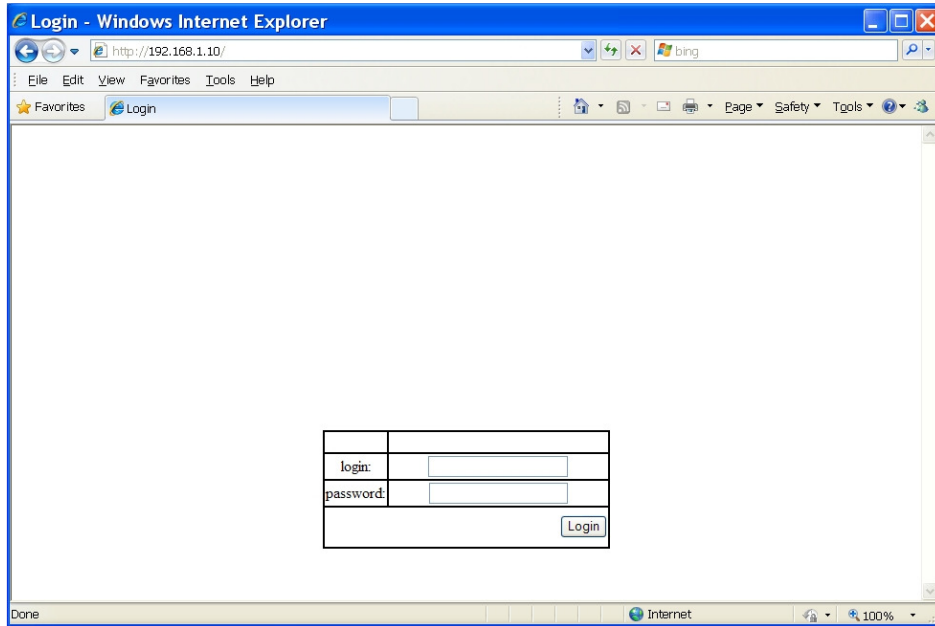 Login - Windows Internet Explorer
http://192.168.1.10/
bing
File Edit View Favorites Tools Help
Favorites Login Page Safety Tools
login:
password:
Login
Done Internet 100%